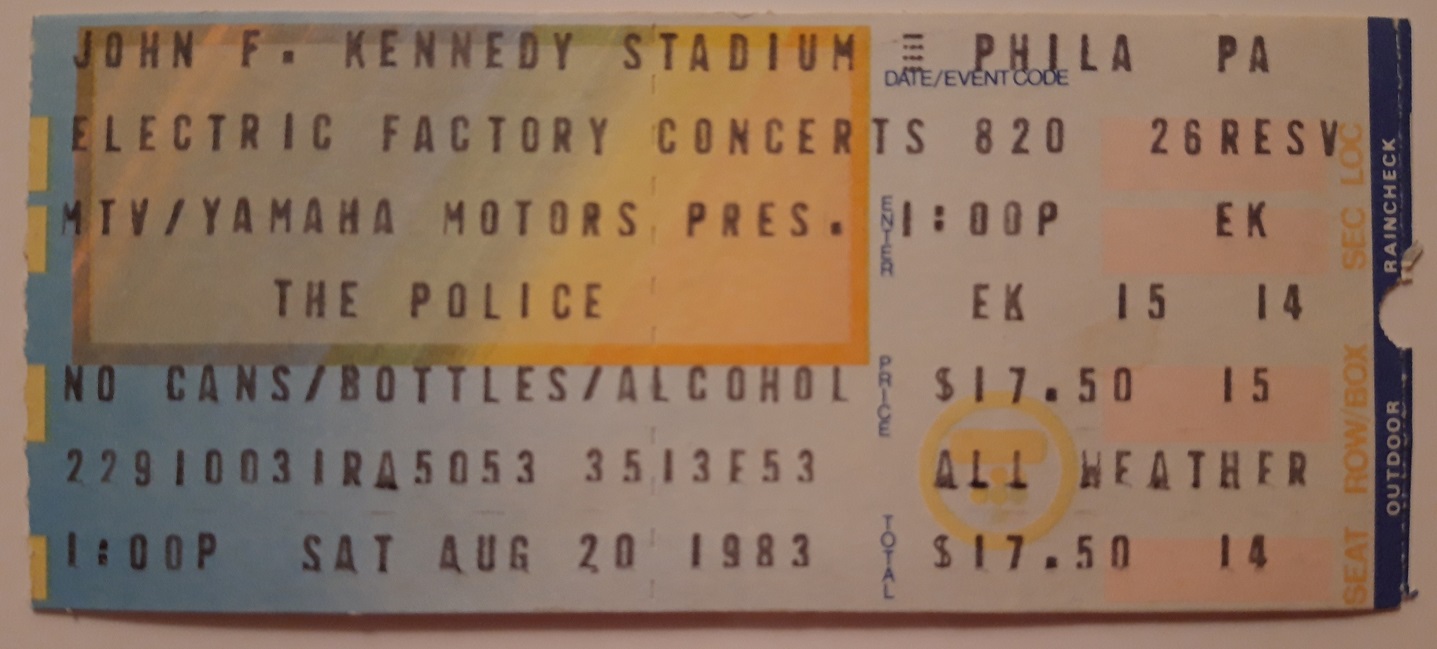 JOHN F. KENNEDY STADIUM PHILA PA
DATE/EVENT CODE
ELECTRIC FACTORY CONCERTS 820 26RESV
MTV/YAMAHA MOTORS PRES. 1:00P EK
ENTER
THE POLICE EK 15 14
NO CANS/BOTTLES/ALCOHOL $17.50 15
PRICE
22910031RA5053 3513F53 ALL WEATHER
1:00P SAT AUG 20 1983 $17.50 14
TOTAL
SEAT ROW/BOX SEC LOC
OUTDOOR RAINCHECK